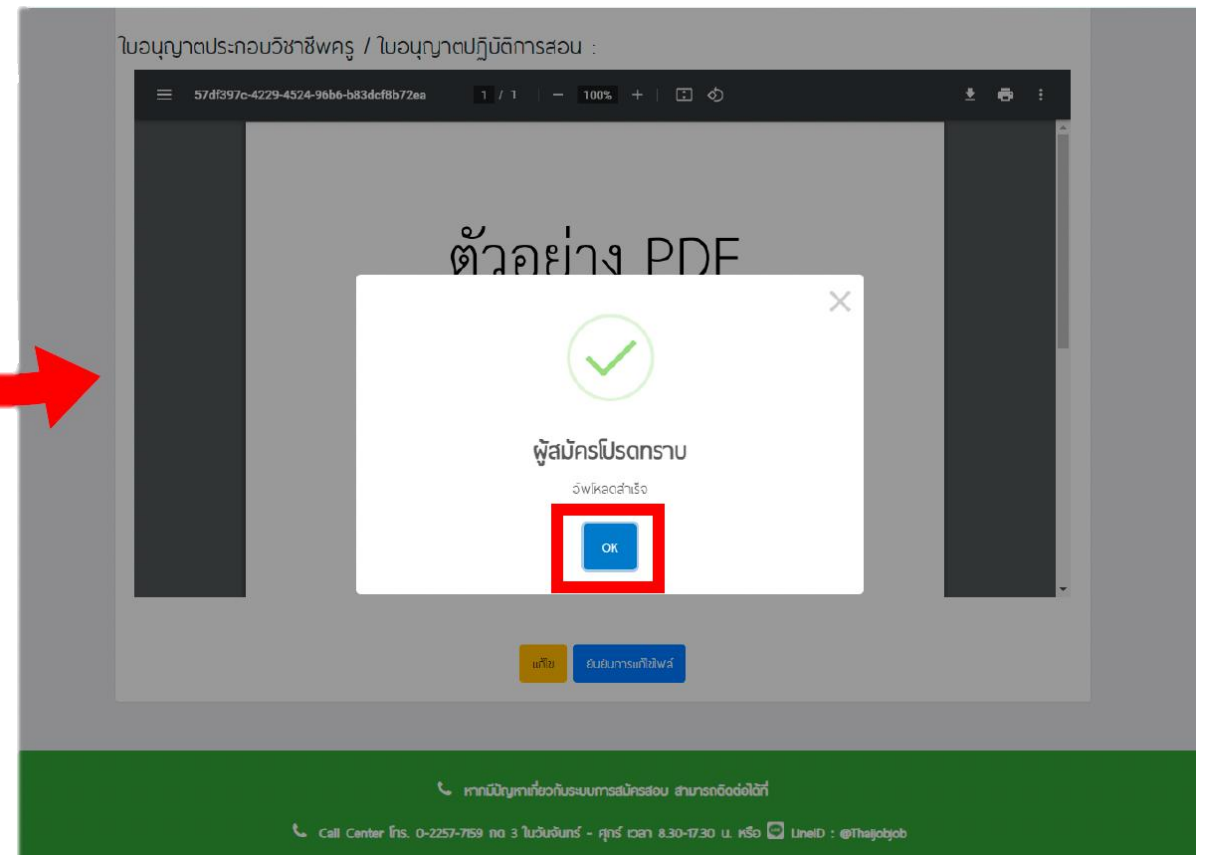 ใบอนุญาตประกอบวิชาชีพครู / ใบอนุญาตปฏิบัติการสอน :
57df397c-4229-4524-96b6-b83dcf8b72ea 1 / 1 100%
ตัวอย่าง PDF
ผู้สมัครโปรดทราบ
อัพโหลดสำเร็จ
OK
แก้ไข ยืนยันการแก้ไขไฟล์
หากมีปัญหาเกี่ยวกับระบบการสมัครสอบ สามารถติดต่อได้ที่
Call Center โทร. 0-2257-7159 กด 3 ในวันจันทร์ - ศุกร์ เวลา 8.30-17.30 น. หรือ LineID : @Thaijobjob